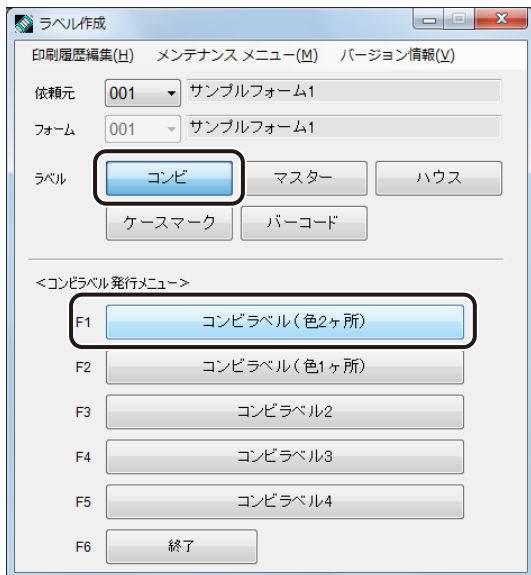 ラベル作成
印刷履歴編集(H) メンテナンス メニュー(M) バージョン情報(V)
依頼元 001 サンプルフォーム1
フォーム 001 サンプルフォーム1
ラベル コンビ マスター ハウス
ケースマーク バーコード
<コンビラベル発行メニュー>
F1 コンビラベル(色2ヶ所)
F2 コンビラベル(色1ヶ所)
F3 コンビラベル2
F4 コンビラベル3
F5 コンビラベル4
F6 終了